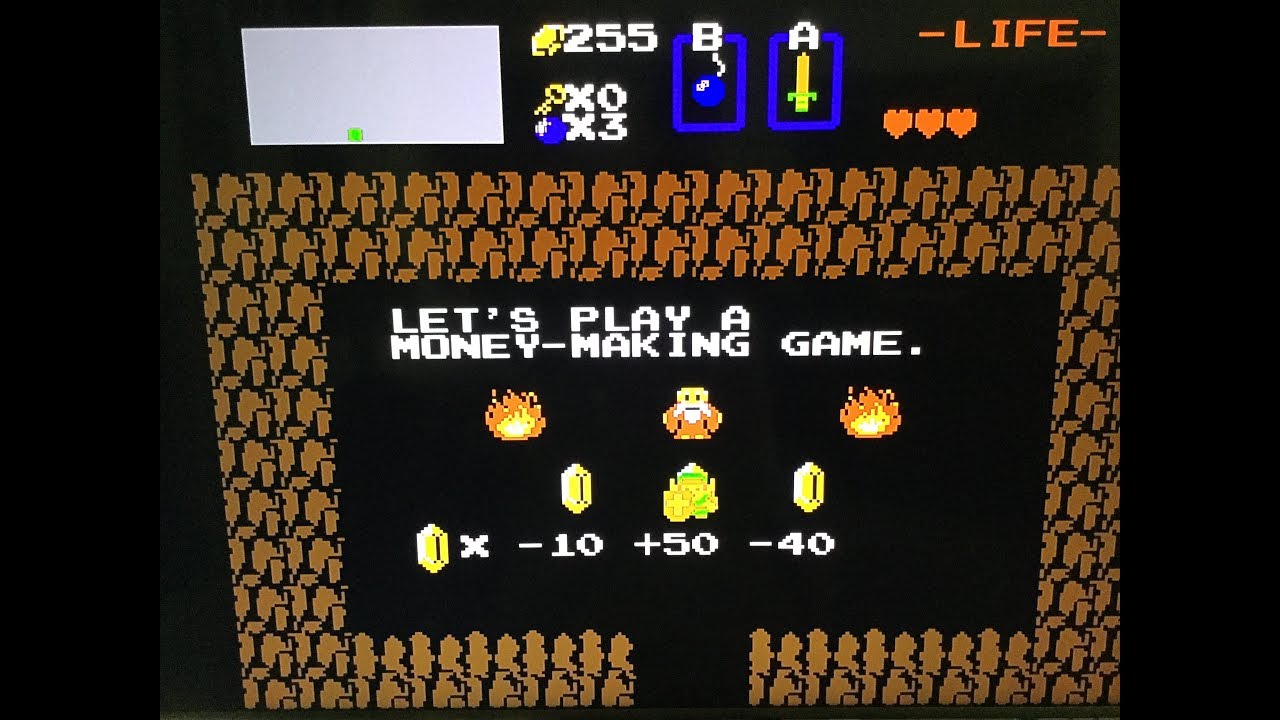 255 B A -LIFE-
X0
X3
LET'S PLAY A
MONEY-MAKING GAME.
X -10 +50 -40